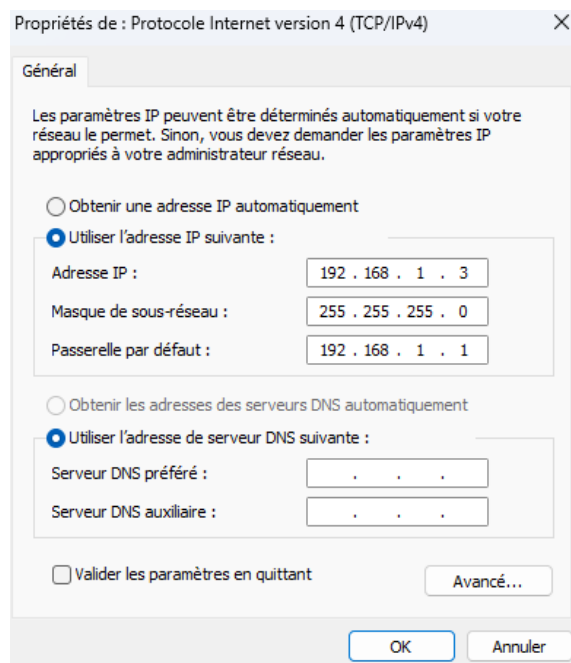 Propriétés de : Protocole Internet version 4 (TCP/IPv4)
Général
Les paramètres IP peuvent être déterminés automatiquement si votre
réseau le permet. Sinon, vous devez demander les paramètres IP
appropriés à votre administrateur réseau.
Obtenir une adresse IP automatiquement
Utiliser l'adresse IP suivante :
Adresse IP : 192 . 168 . 1 . 3
Masque de sous-réseau : 255 . 255 . 255 . 0
Passerelle par défaut : 192 . 168 . 1 . 1
Obtenir les adresses des serveurs DNS automatiquement
Utiliser l'adresse de serveur DNS suivante :
Serveur DNS préféré : . . .
Serveur DNS auxiliaire : . . .
Valider les paramètres en quittant
Avancé...
OK Annuler